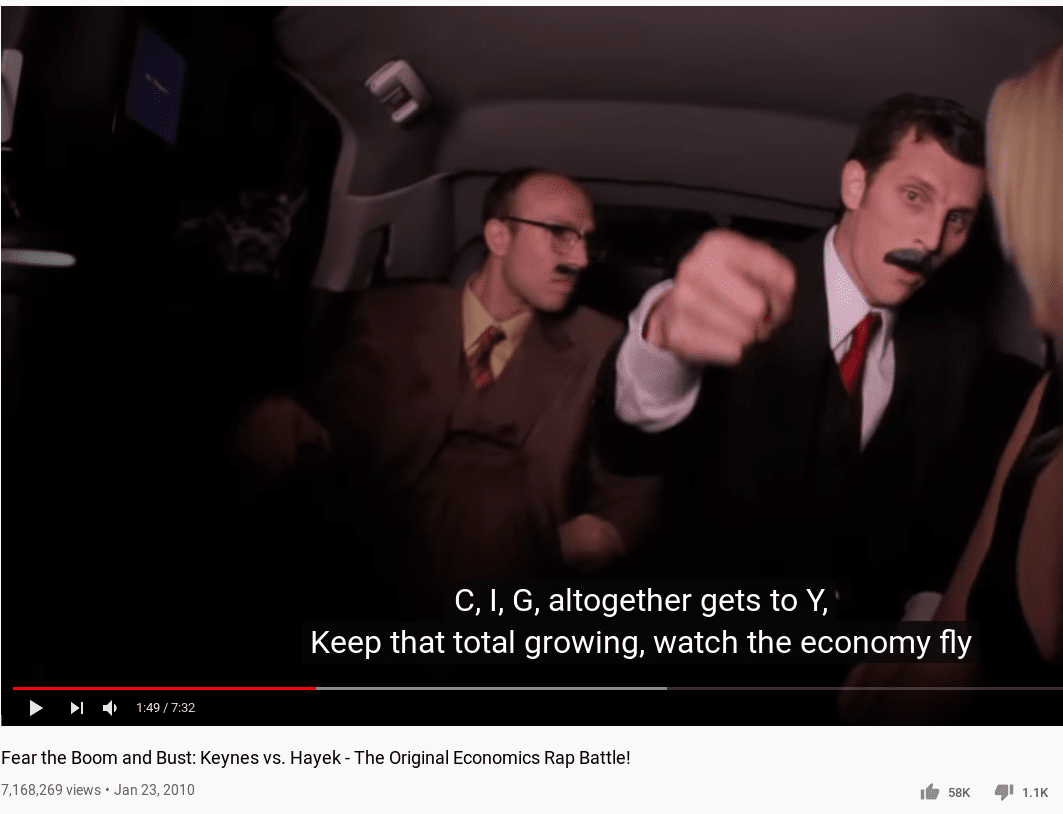 C, I, G, altogether gets to Y,
Keep that total growing, watch the economy fly
1:49 / 7:32
Fear the Boom and Bust: Keynes vs. Hayek - The Original Economics Rap Battle!
7,168,269 views • Jan 23, 2010
58K 1.1K